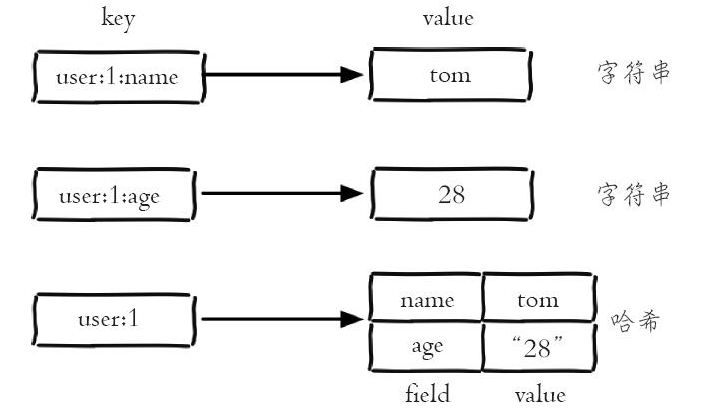 key value
user:1:name tom 字符串
user:1:age 28 字符串
name tom
user:1 哈希
age “28”
field value